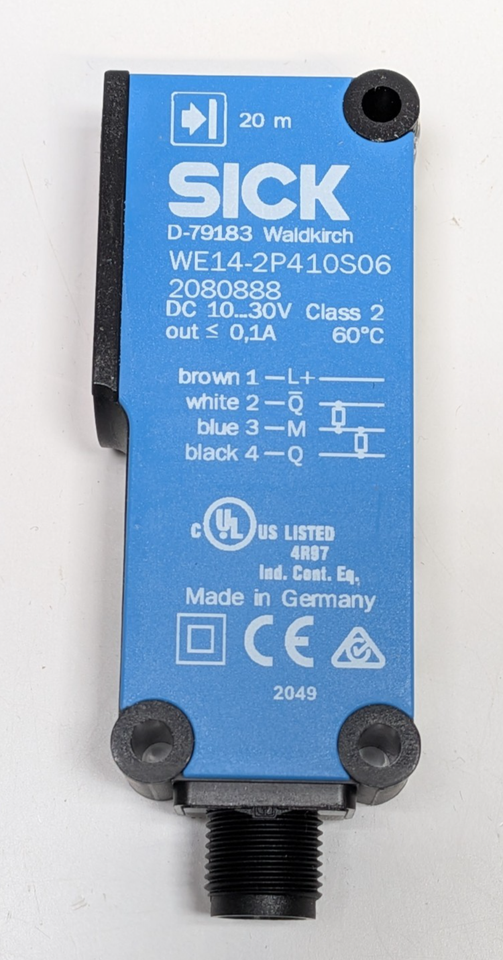 20 m
SICK
D-79183 Waldkirch
WE14-2P410S06
2080888
DC 10...30V Class 2
out ≤ 0,1A 60°C
brown 1 — L+
white 2 — Q̅
blue 3 — M
black 4 — Q
C UL US LISTED
4R97
Ind. Cont. Eq.
Made in Germany
CE
2049